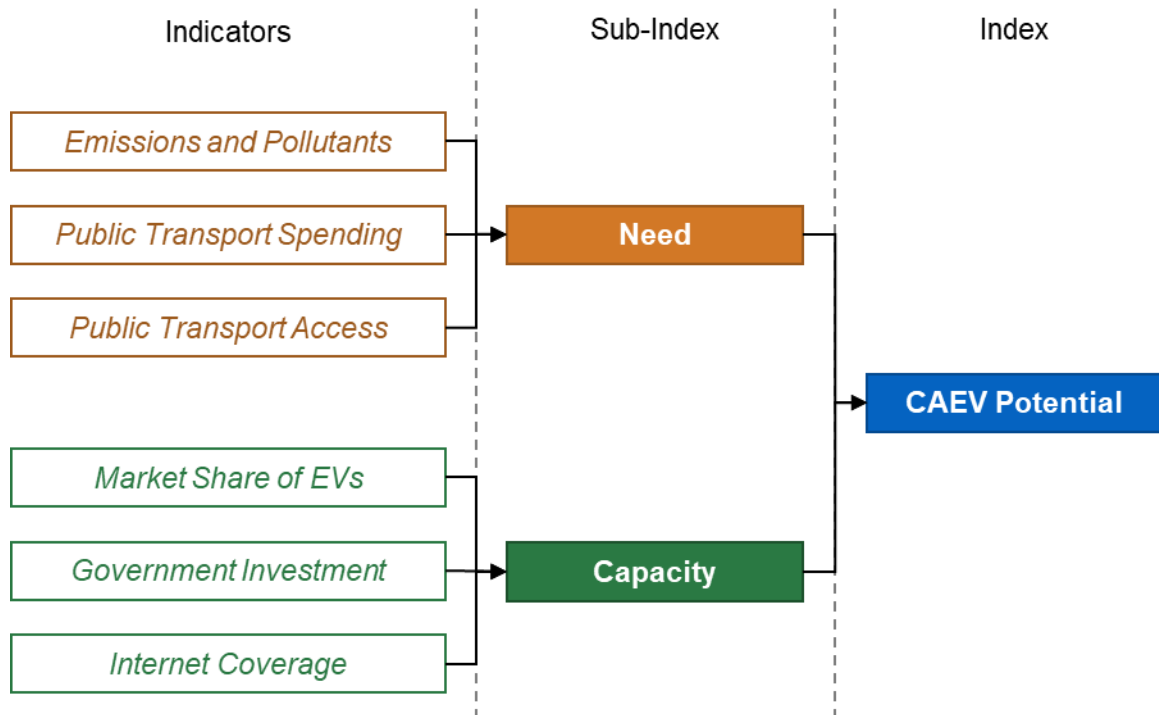 Indicators
Sub-Index
Index
Emissions and Pollutants
Public Transport Spending
Need
Public Transport Access
CAEV Potential
Market Share of EVs
Government Investment
Capacity
Internet Coverage